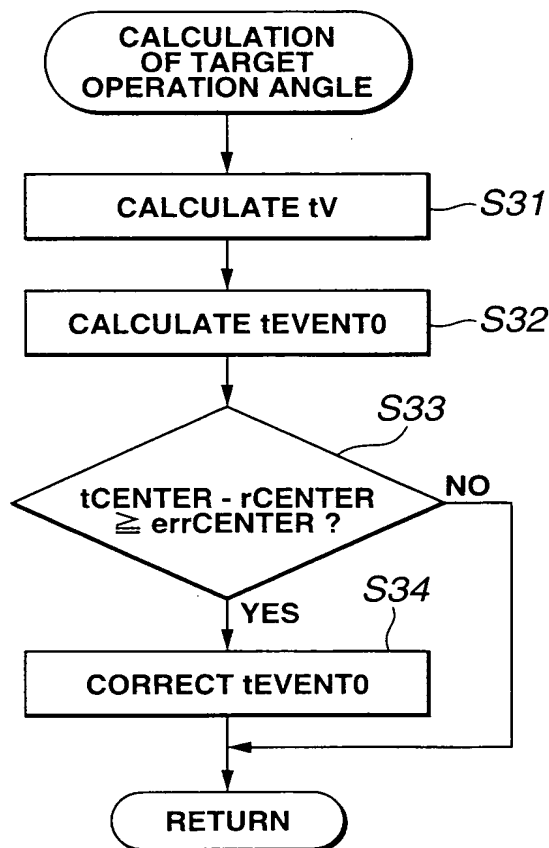 CALCULATION
OF TARGET
OPERATION ANGLE
CALCULATE tV
S31
CALCULATE tEVENT0
S32
S33
tCENTER - rCENTER
≧ errCENTER ?
NO
YES
S34
CORRECT tEVENT0
RETURN